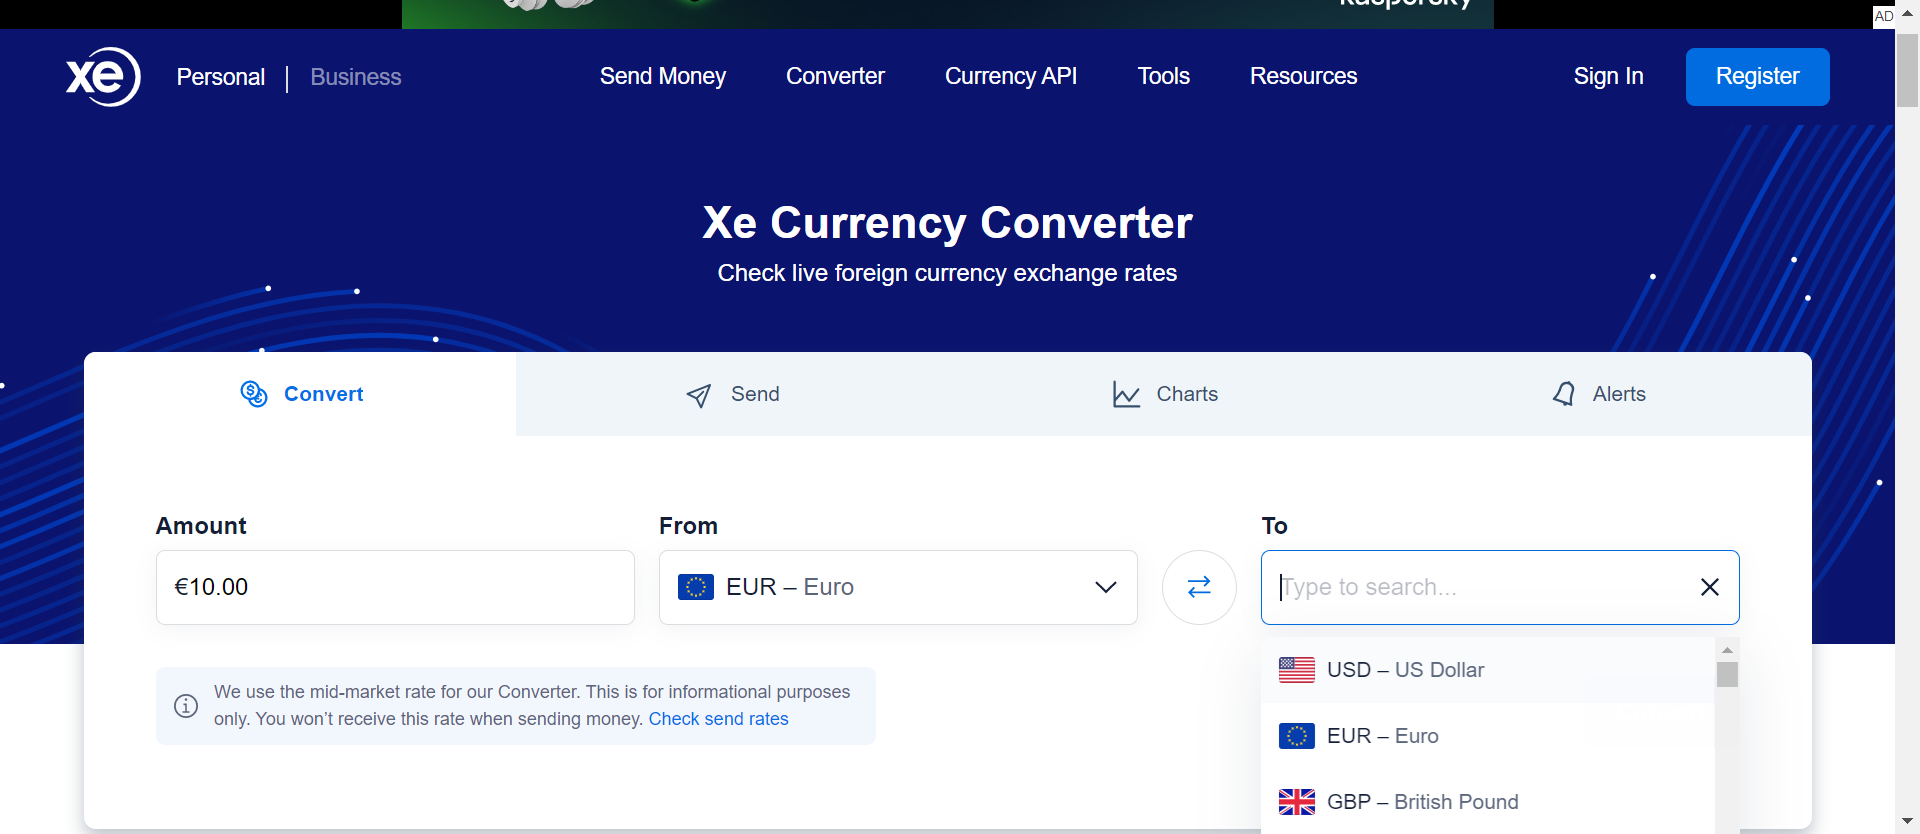 kaspersky
AD
xe
Personal | Business
Send Money
Converter
Currency API
Tools
Resources
Sign In
Register
Xe Currency Converter
Check live foreign currency exchange rates
Convert
Send
Charts
Alerts
Amount
€10.00
From
EUR – Euro
To
Type to search...
We use the mid-market rate for our Converter. This is for informational purposes
only. You won’t receive this rate when sending money. Check send rates
USD – US Dollar
EUR – Euro
GBP – British Pound